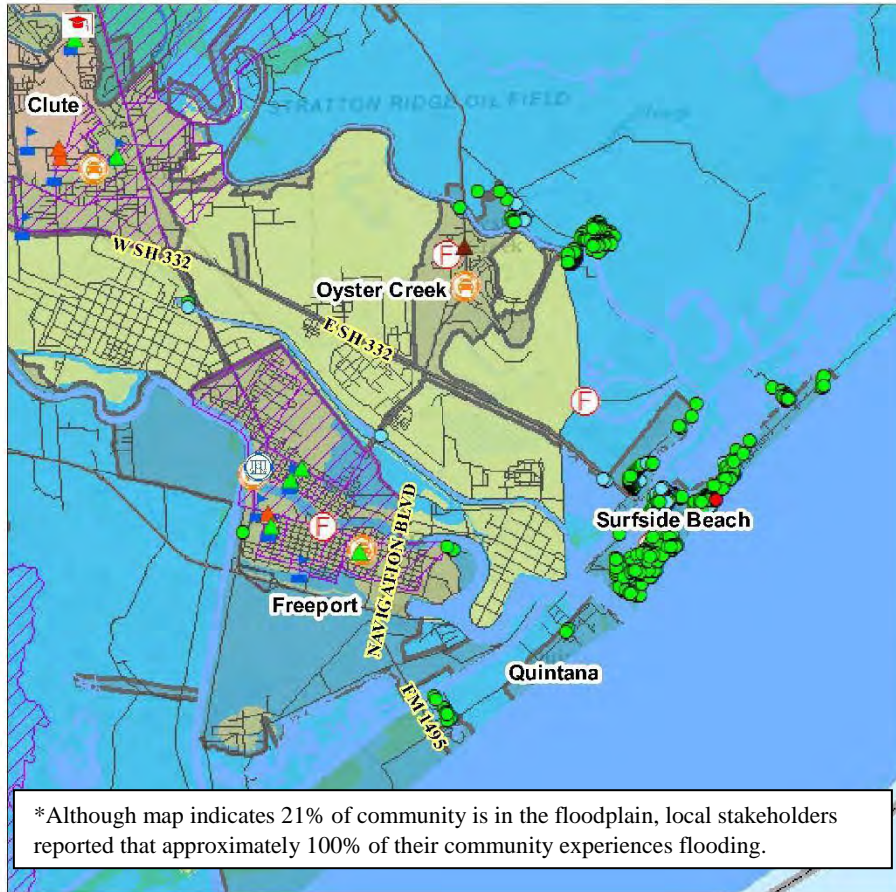 Clute
STRATTON RIDGE OIL FIELD
W SH 332
F
Oyster Creek
E SH 332
F
Surfside Beach
F
NAVIGATION BLVD
Freeport
Quintana
FM 1495
*Although map indicates 21% of community is in the floodplain, local stakeholders
reported that approximately 100% of their community experiences flooding.